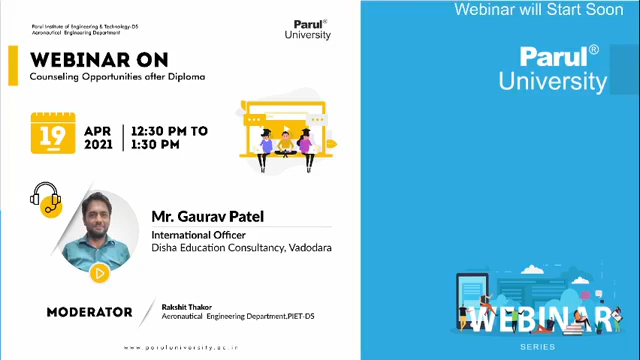 Parul Institute of Engineering & Technology-DS
Aeronautical Engineering Department
Parul®
University
WEBINAR ON
Counseling Opportunities after Diploma
19
APR
2021
12:30 PM TO
1:30 PM
Mr. Gaurav Patel
International Officer
Disha Education Consultancy, Vadodara
MODERATOR
Rakshit Thakor
Aeronautical Engineering Department,PIET-DS
www.paruluniversity.ac.in
Webinar will Start Soon
Parul®
University
WEBINAR
SERIES